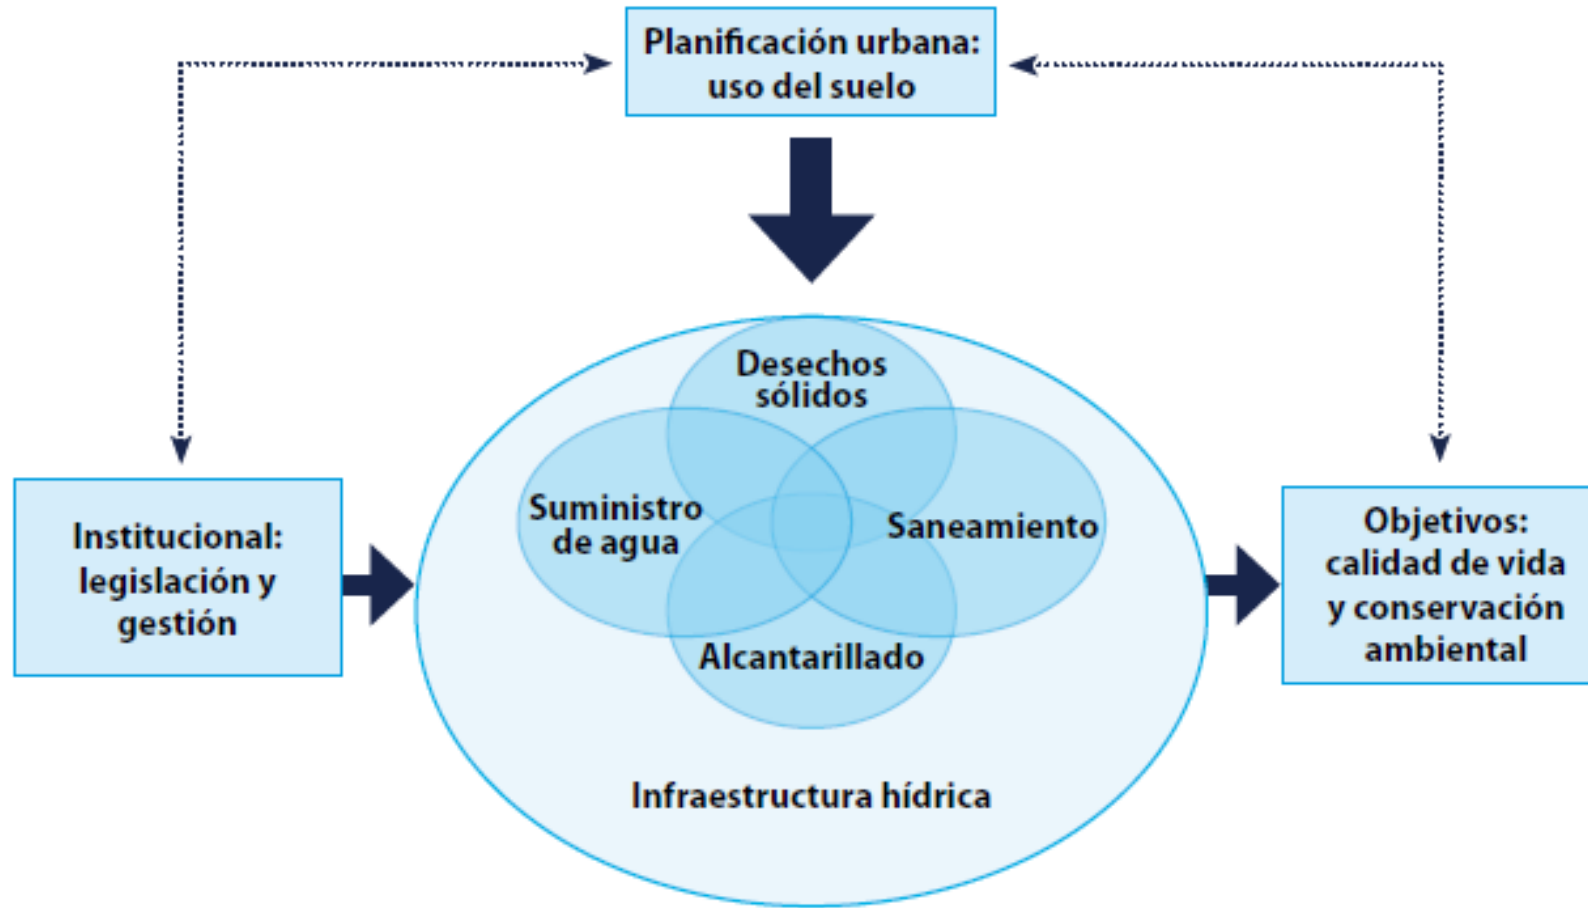 Planificación urbana:
uso del suelo
Desechos
sólidos
Suministro
de agua
Saneamiento
Alcantarillado
Infraestructura hídrica
Institucional:
legislación y
gestión
Objetivos:
calidad de vida
y conservación
ambiental